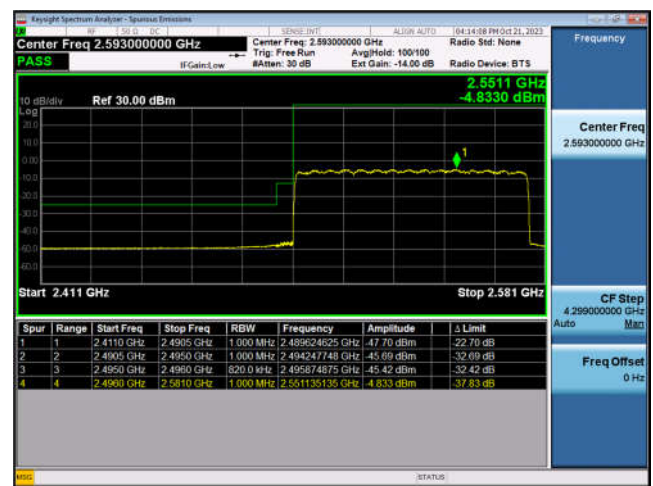 Keysight Spectrum Analyzer - Spurious Emissions
RF 50 Ω DC SENSE:INT ALIGN AUTO 04:14:08 PM Oct 21, 2023
Center Freq 2.593000000 GHz Center Freq: 2.593000000 GHz Radio Std: None Frequency
Trig: Free Run Avg|Hold: 100/100
PASS IFGain:Low #Atten: 30 dB Ext Gain: -14.00 dB Radio Device: BTS
2.5511 GHz
10 dB/div Ref 30.00 dBm -4.8330 dBm
Log
20.0
10.0
0.00
-10.0
-20.0
-30.0
-40.0
-50.0
-60.0
1
Center Freq
2.593000000 GHz
Start 2.411 GHz Stop 2.581 GHz
CF Step
4.299000000 GHz
Auto Man
Spur Range Start Freq Stop Freq RBW Frequency Amplitude Δ Limit
1 1 2.4110 GHz 2.4905 GHz 1.000 MHz 2.489624625 GHz -47.70 dBm -22.70 dB
2 2 2.4905 GHz 2.4950 GHz 1.000 MHz 2.494247748 GHz -45.69 dBm -32.69 dB
3 3 2.4950 GHz 2.4960 GHz 820.0 kHz 2.495874875 GHz -45.42 dBm -32.42 dB
4 4 2.4960 GHz 2.5810 GHz 1.000 MHz 2.551135135 GHz -4.833 dBm -37.83 dB
Freq Offset
0 Hz
MSG STATUS